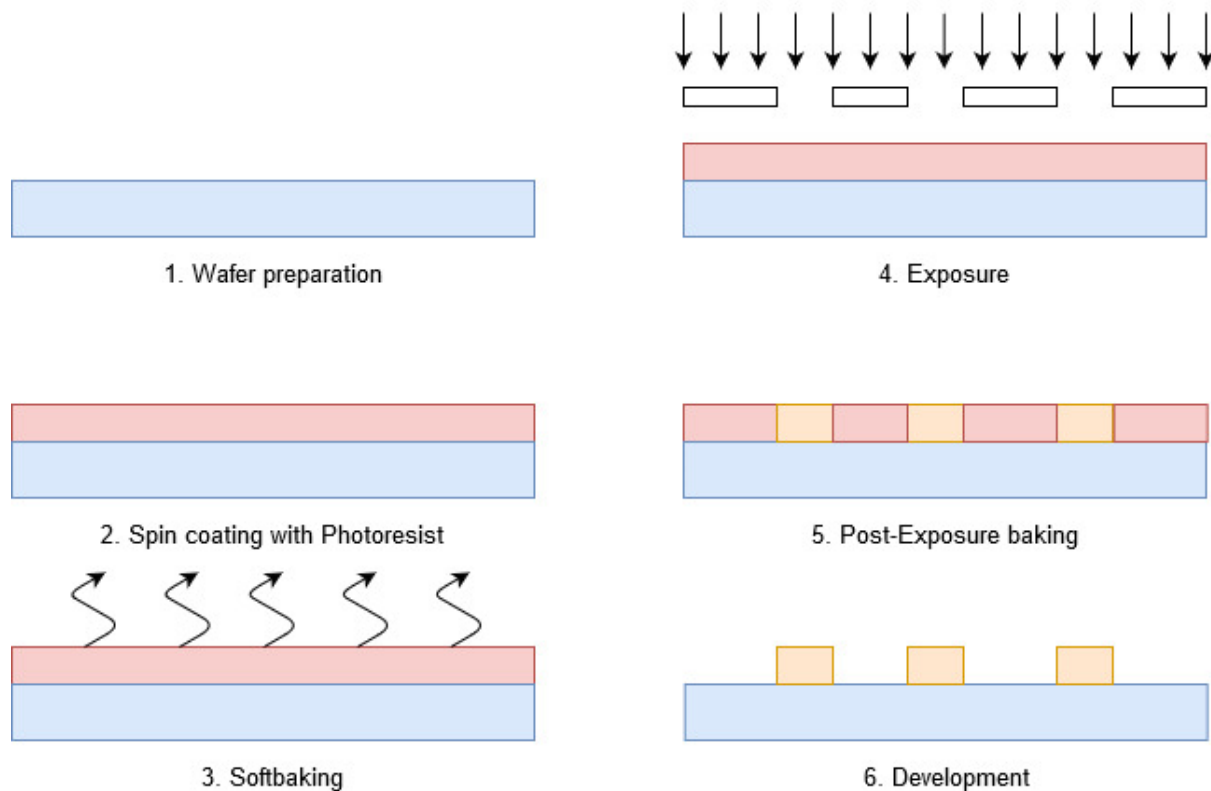 1. Wafer preparation
2. Spin coating with Photoresist
3. Softbaking
4. Exposure
5. Post-Exposure baking
6. Development